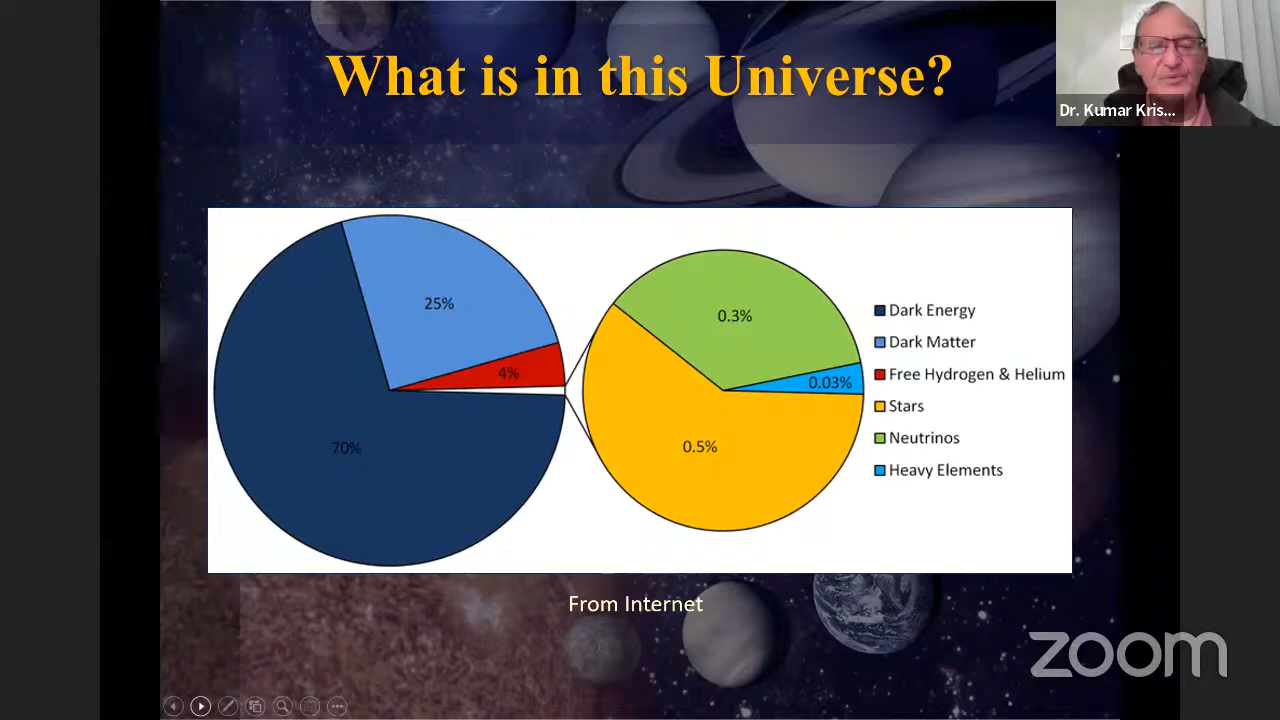 What is in this Universe?
Dr. Kumar Kris...
25%
4%
70%
0.3%
0.03%
0.5%
Dark Energy
Dark Matter
Free Hydrogen & Helium
Stars
Neutrinos
Heavy Elements
From Internet
zoom